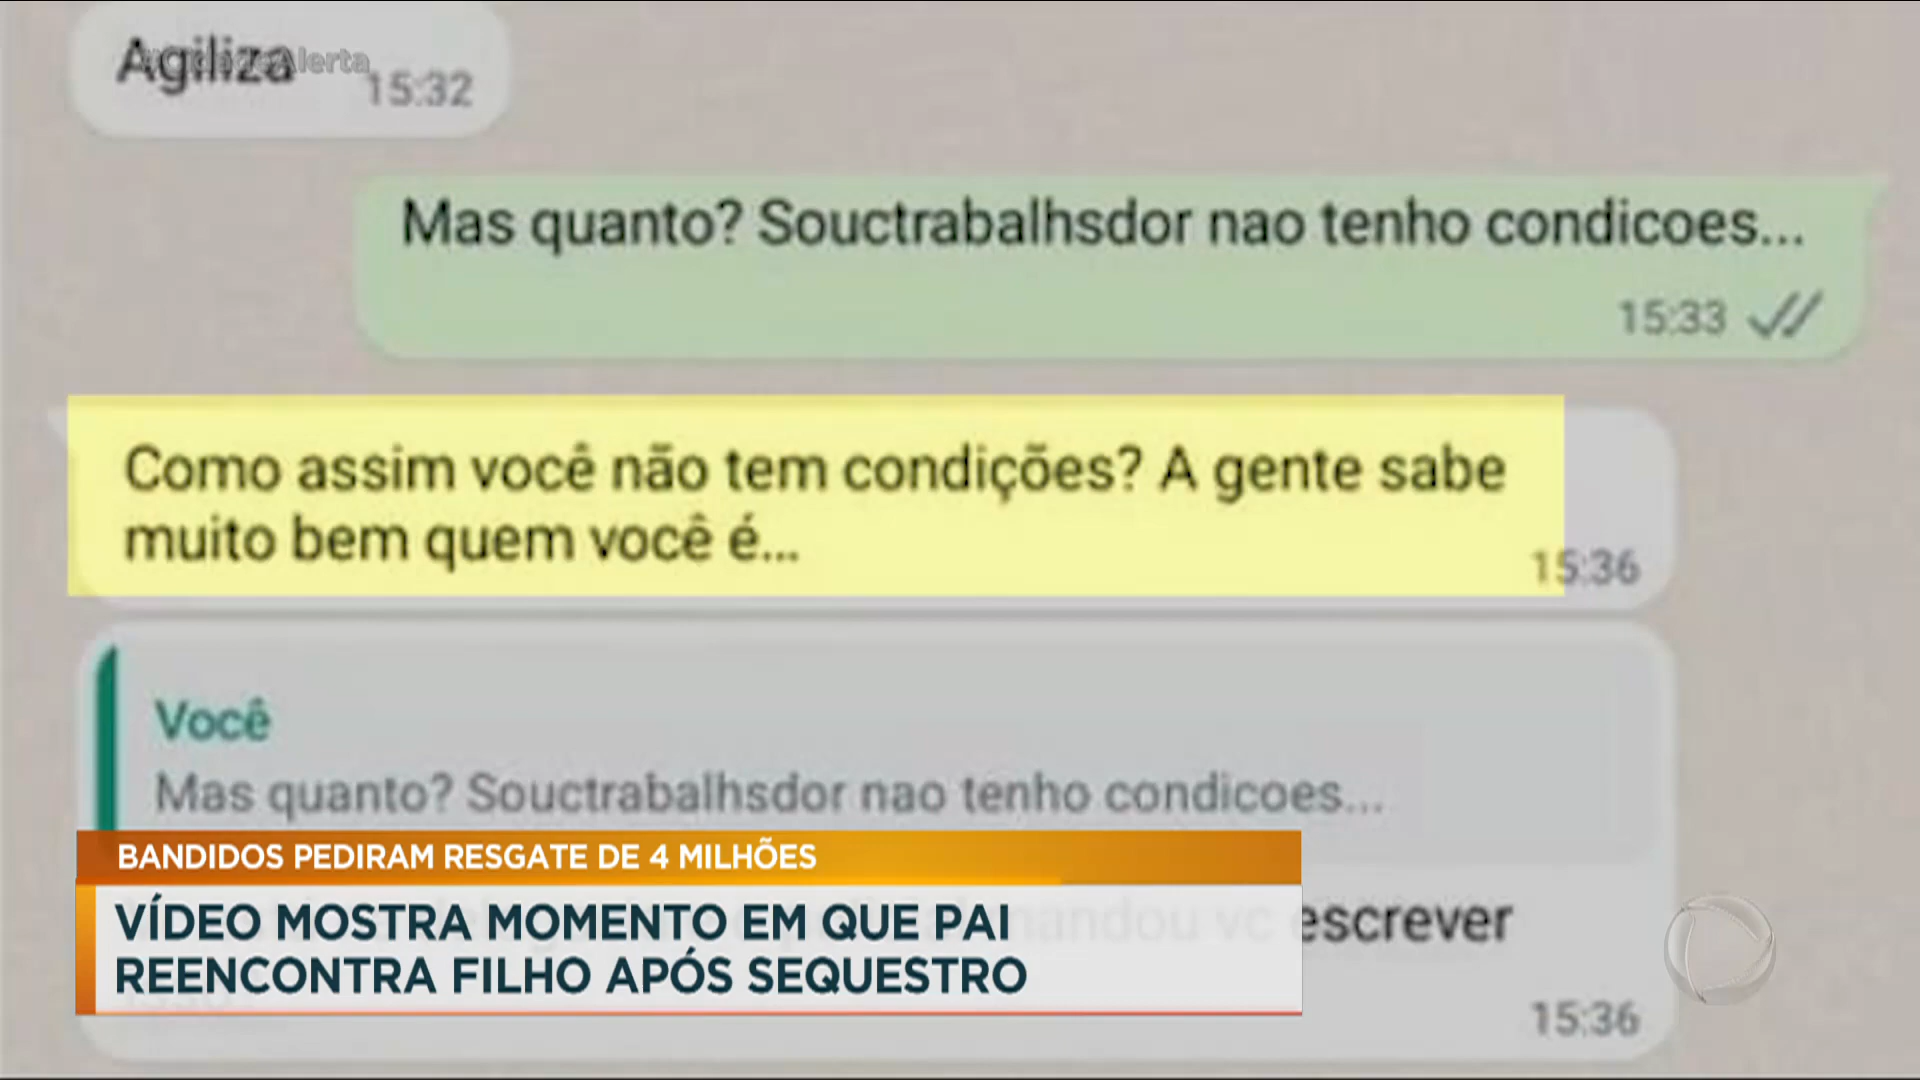 Agiliza
15:32
Mas quanto? Souctrabalhsdor nao tenho condicoes...
15:33
Como assim você não tem condições? A gente sabe
muito bem quem você é...
15:36
Você
Mas quanto? Souctrabalhsdor nao tenho condicoes...
BANDIDOS PEDIRAM RESGATE DE 4 MILHÕES
mandou vc escrever
VÍDEO MOSTRA MOMENTO EM QUE PAI
REENCONTRA FILHO APÓS SEQUESTRO
15:36